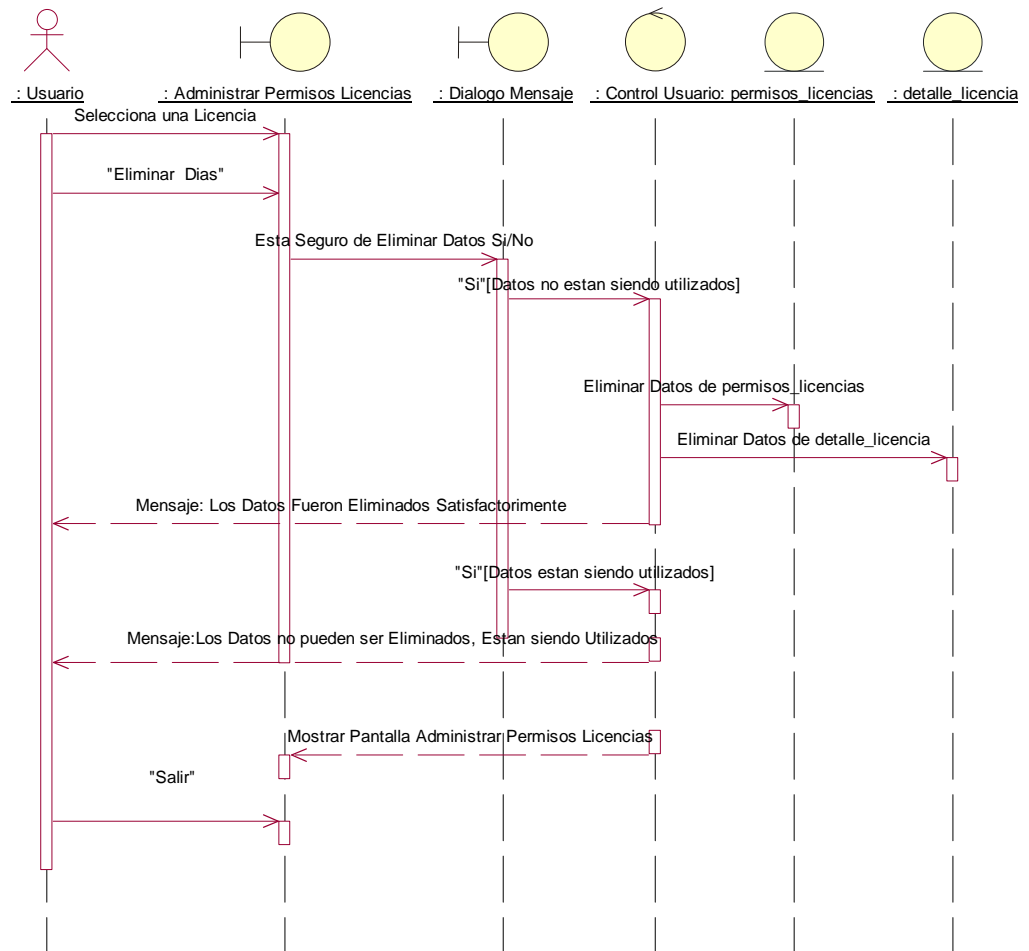 : Usuario
: Administrar Permisos Licencias
: Dialogo Mensaje
: Control Usuario
: permisos_licencias
: detalle_licencia
Selecciona una Licencia
"Eliminar Dias"
Esta Seguro de Eliminar Datos Si/No
"Si"[Datos no estan siendo utilizados]
Eliminar Datos de permisos_licencias
Eliminar Datos de detalle_licencia
Mensaje: Los Datos Fueron Eliminados Satisfactorimente
"Si"[Datos estan siendo utilizados]
Mensaje:Los Datos no pueden ser Eliminados, Estan siendo Utilizados
Mostrar Pantalla Administrar Permisos Licencias
"Salir"